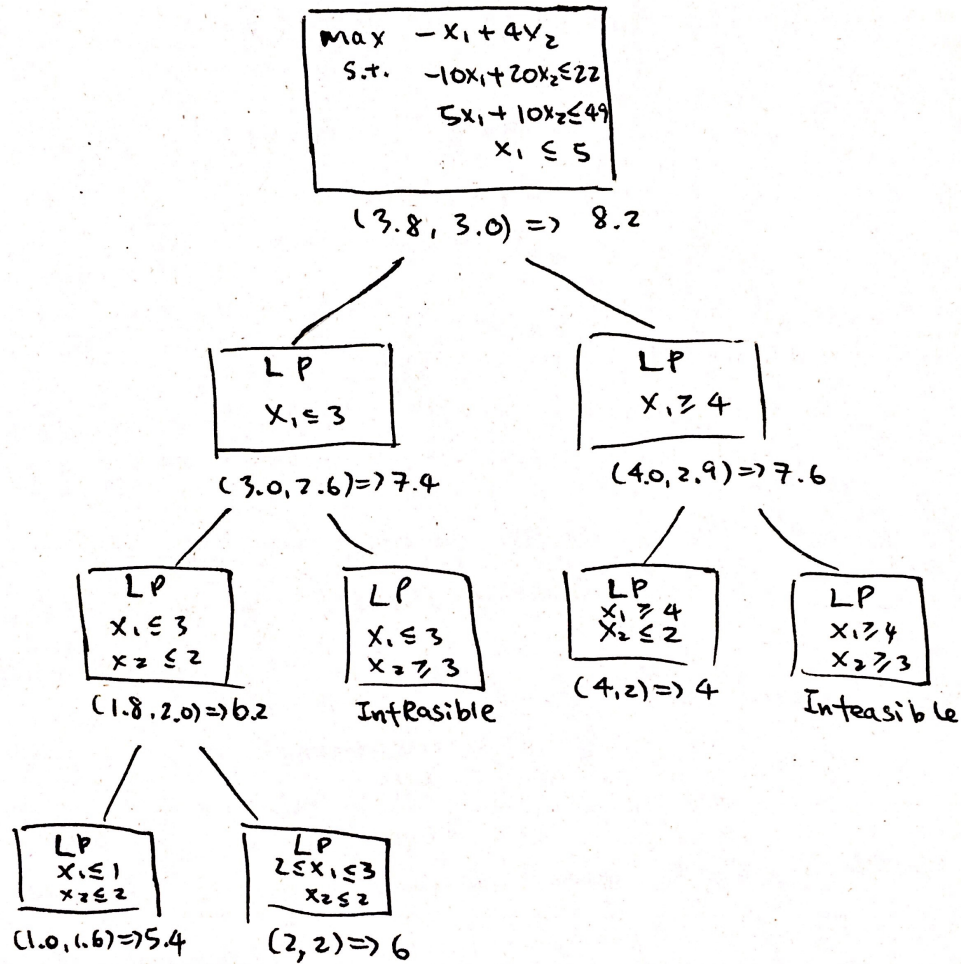 max -x₁ + 4x₂
s.t. -10x₁ + 20x₂ ≤ 22
5x₁ + 10x₂ ≤ 49
x₁ ≤ 5
(3.8, 3.0) => 8.2
LP
x₁ ≤ 3
LP
x₁ ≥ 4
(3.0, 2.6) => 7.4
(4.0, 2.9) => 7.6
LP
x₁ ≤ 3
x₂ ≤ 2
LP
x₁ ≤ 3
x₂ ≥ 3
LP
x₁ ≥ 4
x₂ ≤ 2
LP
x₁ ≥ 4
x₂ ≥ 3
(1.8, 2.0) => 6.2
Infeasible
(4, 2) => 4
Infeasible
LP
x₁ ≤ 1
x₂ ≤ 2
LP
2 ≤ x₁ ≤ 3
x₂ ≤ 2
(1.0, 1.6) => 5.4
(2, 2) => 6